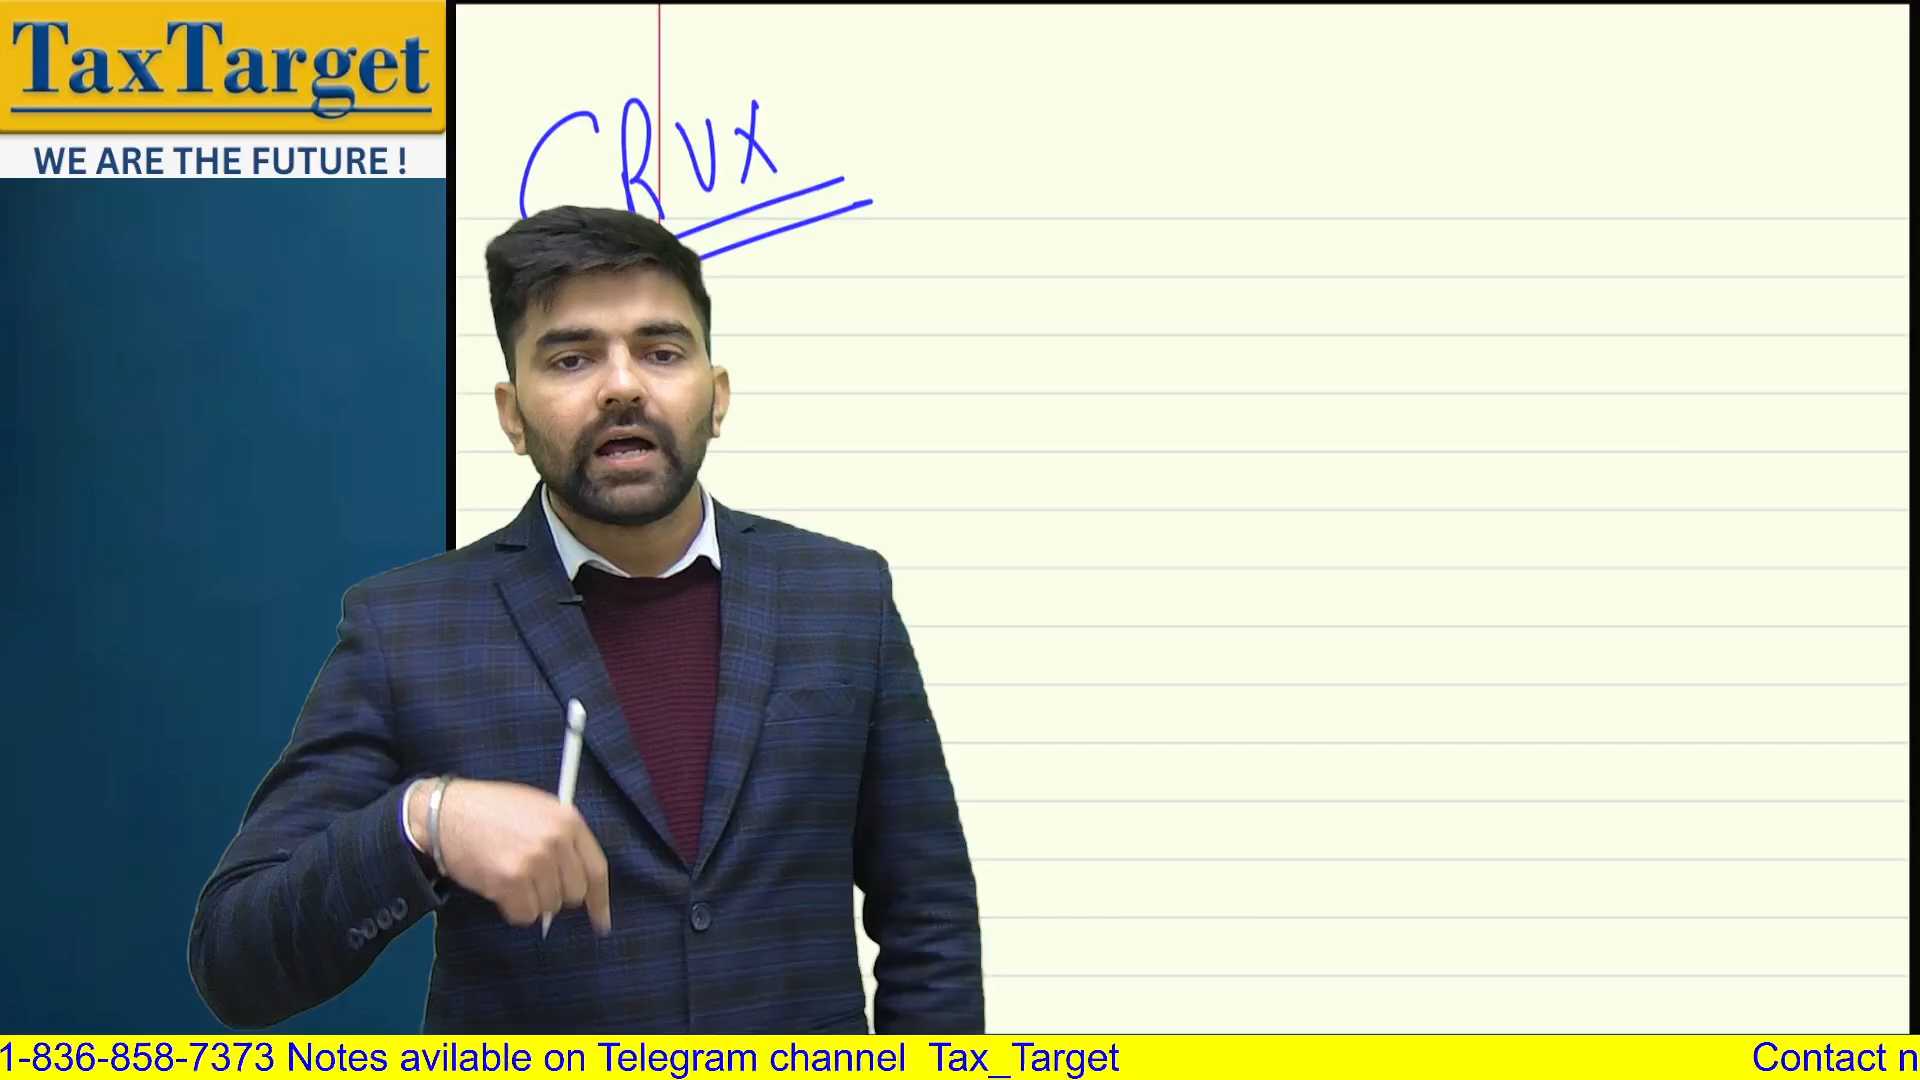 TaxTarget
WE ARE THE FUTURE !
CRUX
1-836-858-7373 Notes avilable on Telegram channel Tax_Target
Contact n